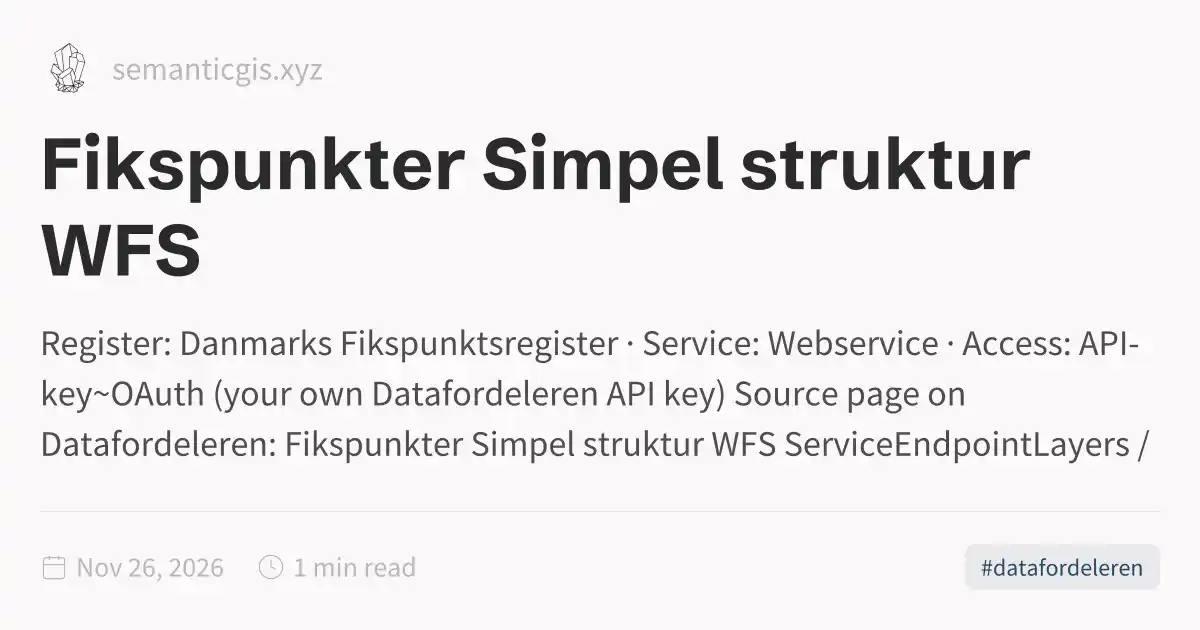 semanticgis.xyz
Fikspunkter Simpel struktur
WFS
Register: Danmarks Fikspunktsregister · Service: Webservice · Access: API-
key~OAuth (your own Datafordeleren API key) Source page on
Datafordeleren: Fikspunkter Simpel struktur WFS ServiceEndpointLayers /
Nov 26, 2026 1 min read #datafordeleren